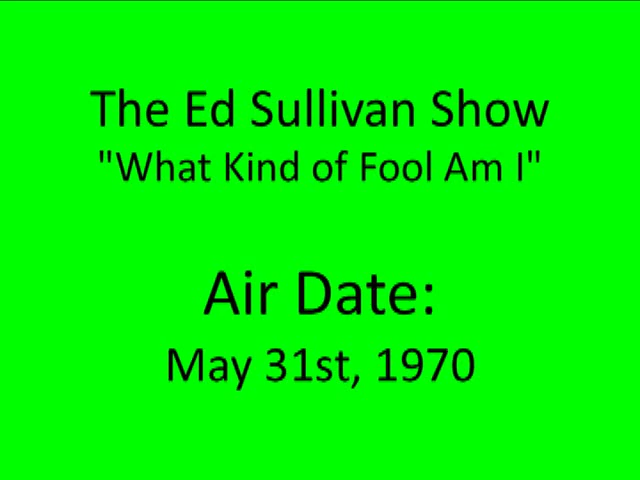 The Ed Sullivan Show
"What Kind of Fool Am I"
Air Date:
May 31st, 1970